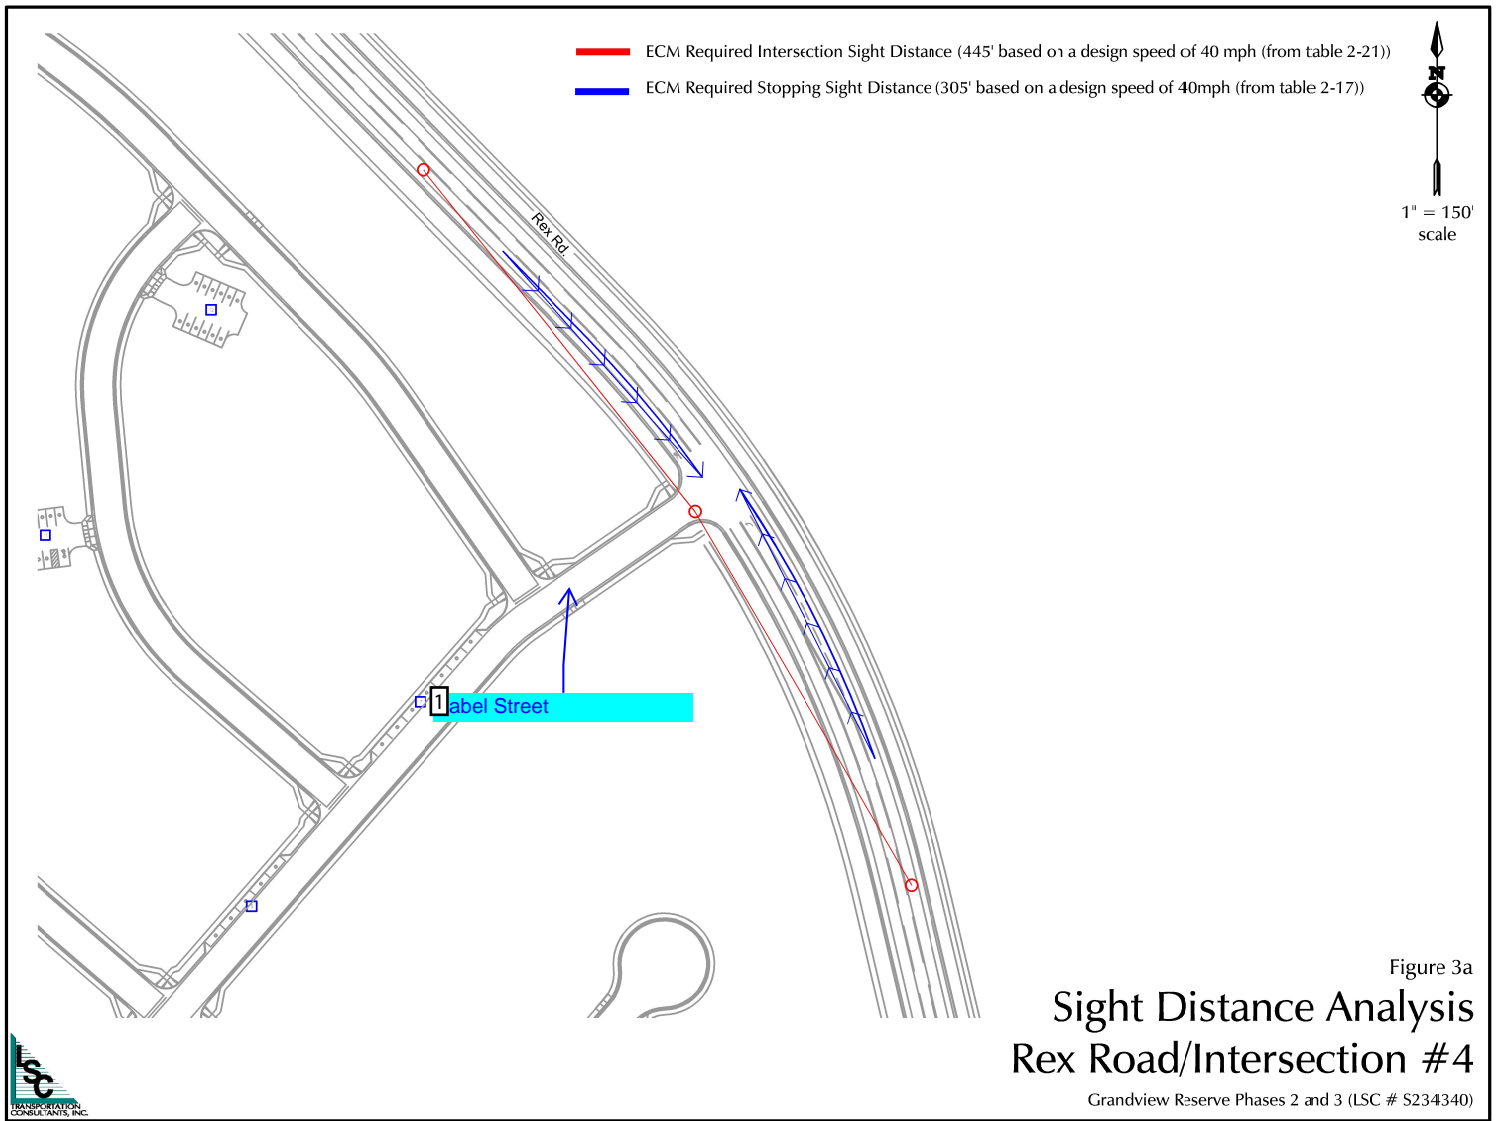 ECM Required Intersection Sight Distance (445' based on a design speed of 40 mph (from table 2-21))
ECM Required Stopping Sight Distance (305' based on a design speed of 40mph (from table 2-17))
N
1" = 150'
scale
Rex Rd.
1
abel Street
Figure 3a
Sight Distance Analysis
Rex Road/Intersection #4
Grandview Reserve Phases 2 and 3 (LSC # S234340)
LSC
TRANSPORTATION
CONSULTANTS, INC.